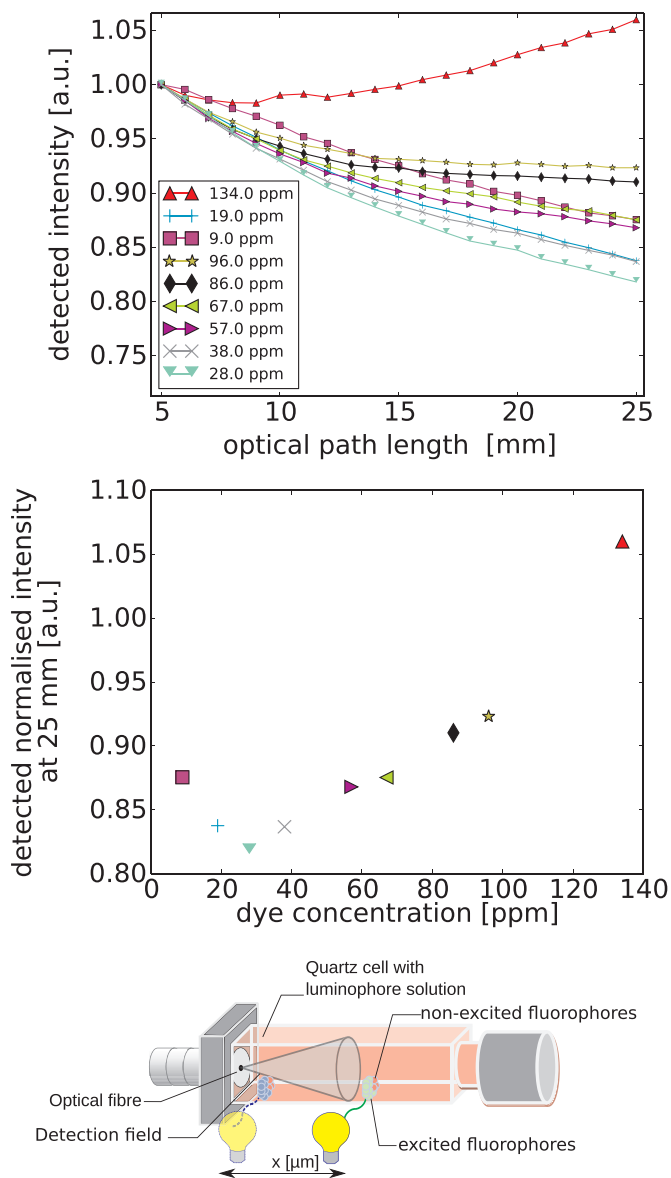 1.05
1.00
0.95
0.90
0.85
0.80
0.75
detected intensity [a.u.]
134.0 ppm
19.0 ppm
9.0 ppm
96.0 ppm
86.0 ppm
67.0 ppm
57.0 ppm
38.0 ppm
28.0 ppm
5 10 15 20 25
optical path length [mm]
detected normalised intensity
at 25 mm [a.u.]
1.10
1.05
1.00
0.95
0.90
0.85
0.80
0 20 40 60 80 100 120 140
dye concentration [ppm]
Quartz cell with
luminophore solution
non-excited fluorophores
Optical fibre
Detection field
excited fluorophores
x [µm]